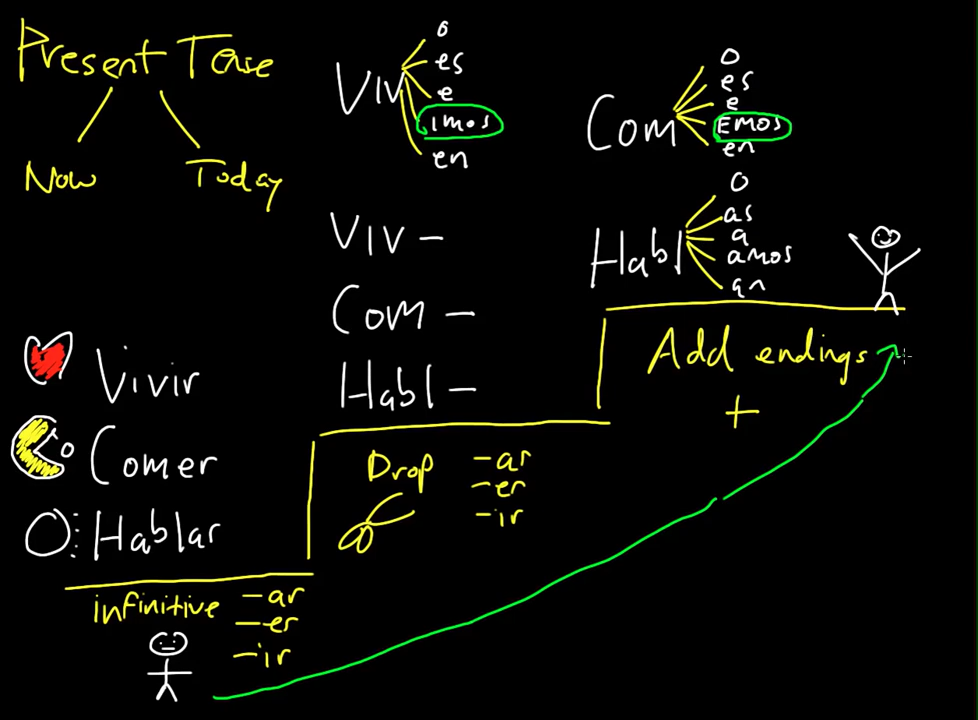 Present Tense
Now Today
Viv
o
es
e
imos
en
Com
o
es
e
Emos
en
Habl
o
as
a
amos
an
Viv -
Com -
Habl -
Vivir
Comer
Hablar
infinitive
-ar
-er
-ir
Drop
-ar
-er
-ir
Add endings
+